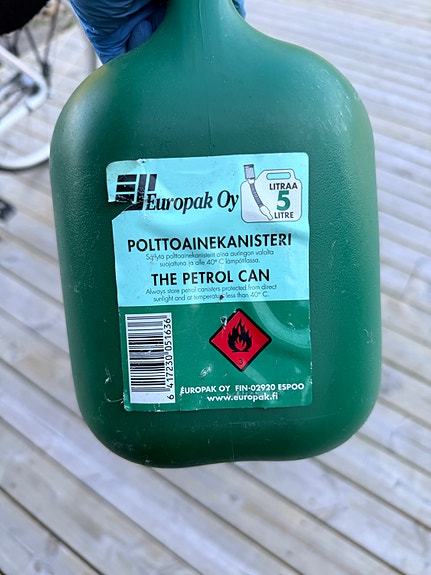 Europak Oy
LITRAA
5
LITRE
POLTTOAINEKANISTERI
Säilytä polttoainekanisteri aina auringon valolta
suojattuna ja alle 40° C lämpötilassa.
THE PETROL CAN
Always store petrol canisters protected from direct
sunlight and at temperature less than 40° C.
3
6 417230 051636
EUROPAK OY FIN-02920 ESPOO
www.europak.fi